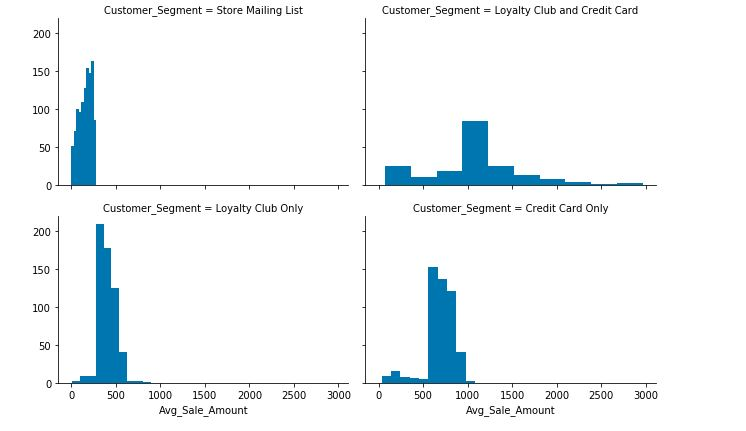 Customer_Segment = Store Mailing List
Customer_Segment = Loyalty Club and Credit Card
200
150
100
50
0
Customer_Segment = Loyalty Club Only
Customer_Segment = Credit Card Only
200
150
100
50
0
0 500 1000 1500 2000 2500 3000
0 500 1000 1500 2000 2500 3000
Avg_Sale_Amount
Avg_Sale_Amount